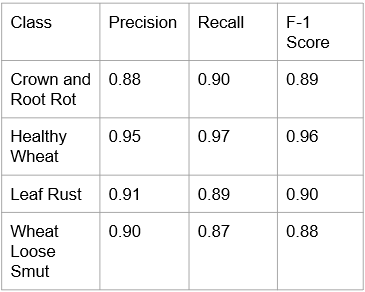 Class Precision Recall F-1 Score
Crown and Root Rot 0.88 0.90 0.89
Healthy Wheat 0.95 0.97 0.96
Leaf Rust 0.91 0.89 0.90
Wheat Loose Smut 0.90 0.87 0.88